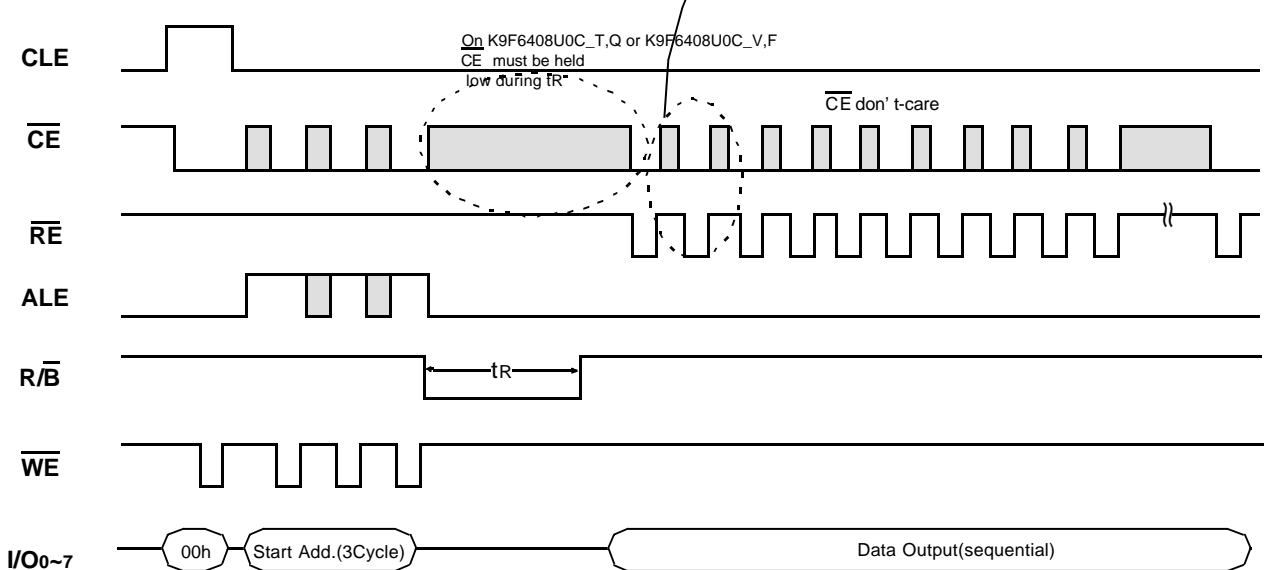 CLE
On K9F6408U0C_T,Q or K9F6408U0C_V,F
CE must be held
low during tR
CE don' t-care
CE
RE
ALE
R/B
tR
WE
I/O0~7
00h
Start Add.(3Cycle)
Data Output(sequential)